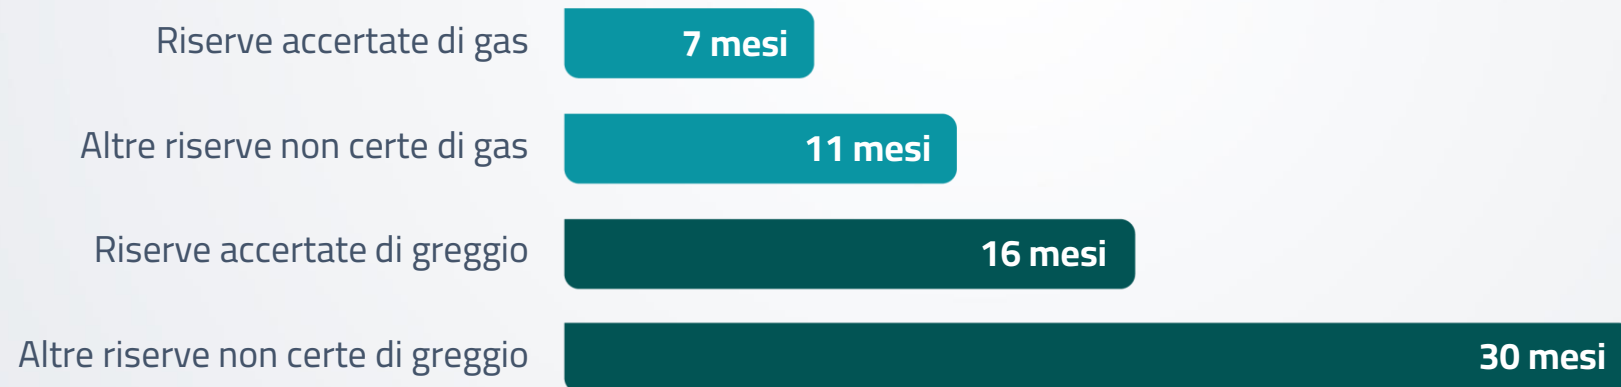 Riserve accertate di gas 7 mesi
Altre riserve non certe di gas 11 mesi
Riserve accertate di greggio 16 mesi
Altre riserve non certe di greggio 30 mesi